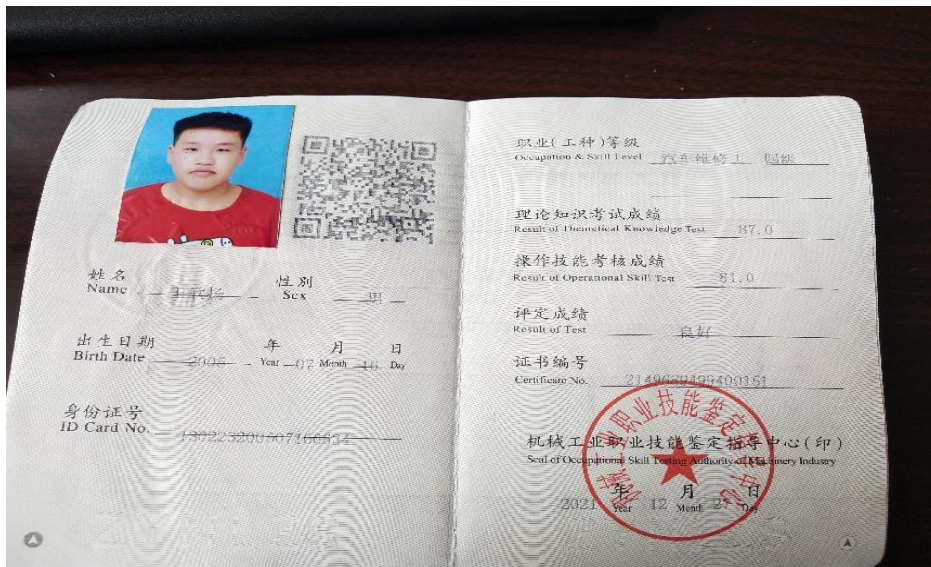 姓名
Name
性别
Sex 男
出生日期 年 月 日
Birth Date 2005 Year 07 Month 16 Day
身份证号
ID Card No.
职业(工种)等级
Occupation & Skill Level 汽车维修工 四级
理论知识考试成绩
Result of Theoretical Knowledge Test 87.0
操作技能考核成绩
Result of Operational Skill Test 81.0
评定成绩
Result of Test 良好
证书编号
Certificate No.
机械工业职业技能鉴定指导中心(印)
Seal of Occupational Skill Testing Authority of Machinery Industry
年 月 日
2021 Year 12 Month 27 Day